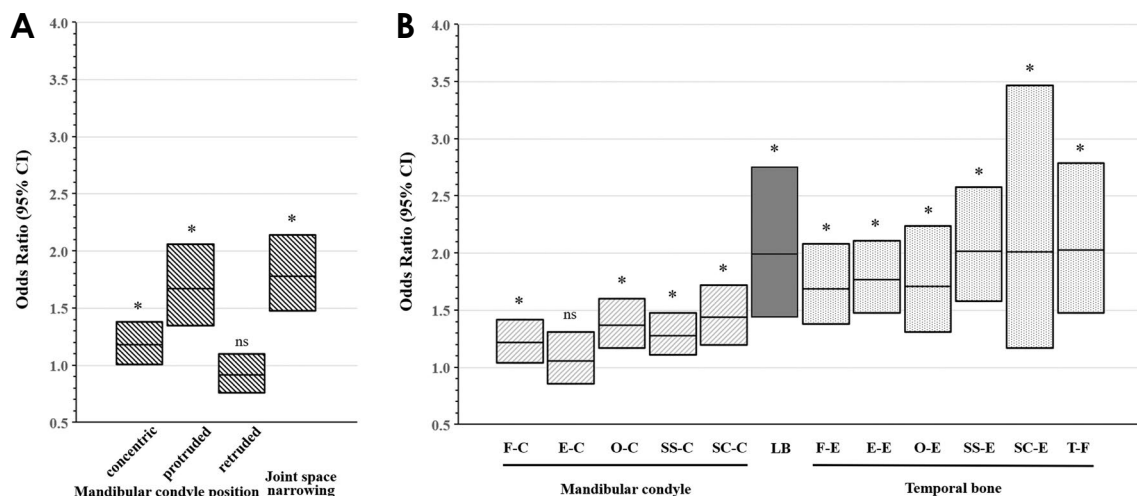 A
Odds Ratio (95% CI)
4.0
3.5
3.0
2.5
2.0
1.5
1.0
0.5
*
*
ns
*
concentric
protruded
retruded
Joint space
narrowing
Mandibular condyle position
B
Odds Ratio (95% CI)
4.0
3.5
3.0
2.5
2.0
1.5
1.0
0.5
*
ns
*
*
*
*
*
*
*
*
*
*
F-C E-C O-C SS-C SC-C LB F-E E-E O-E SS-E SC-E T-F
Mandibular condyle Temporal bone